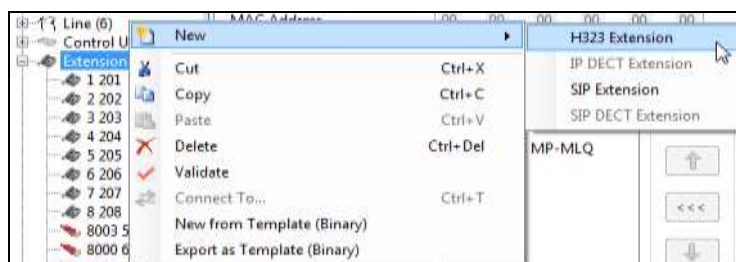 Line (6)
MAC Address 00 00 00 00 00
Control U
New
H323 Extension
Extension
IP DECT Extension
1 201
Cut Ctrl+X
SIP Extension
2 202
Copy Ctrl+C
SIP DECT Extension
3 203
Paste Ctrl+V
4 204
Delete Ctrl+Del
MP-MLQ
5 205
6 206
Validate
7 207
Connect To... Ctrl+T
<<<
8 208
New from Template (Binary)
8003 5
8000 6
Export as Template (Binary)